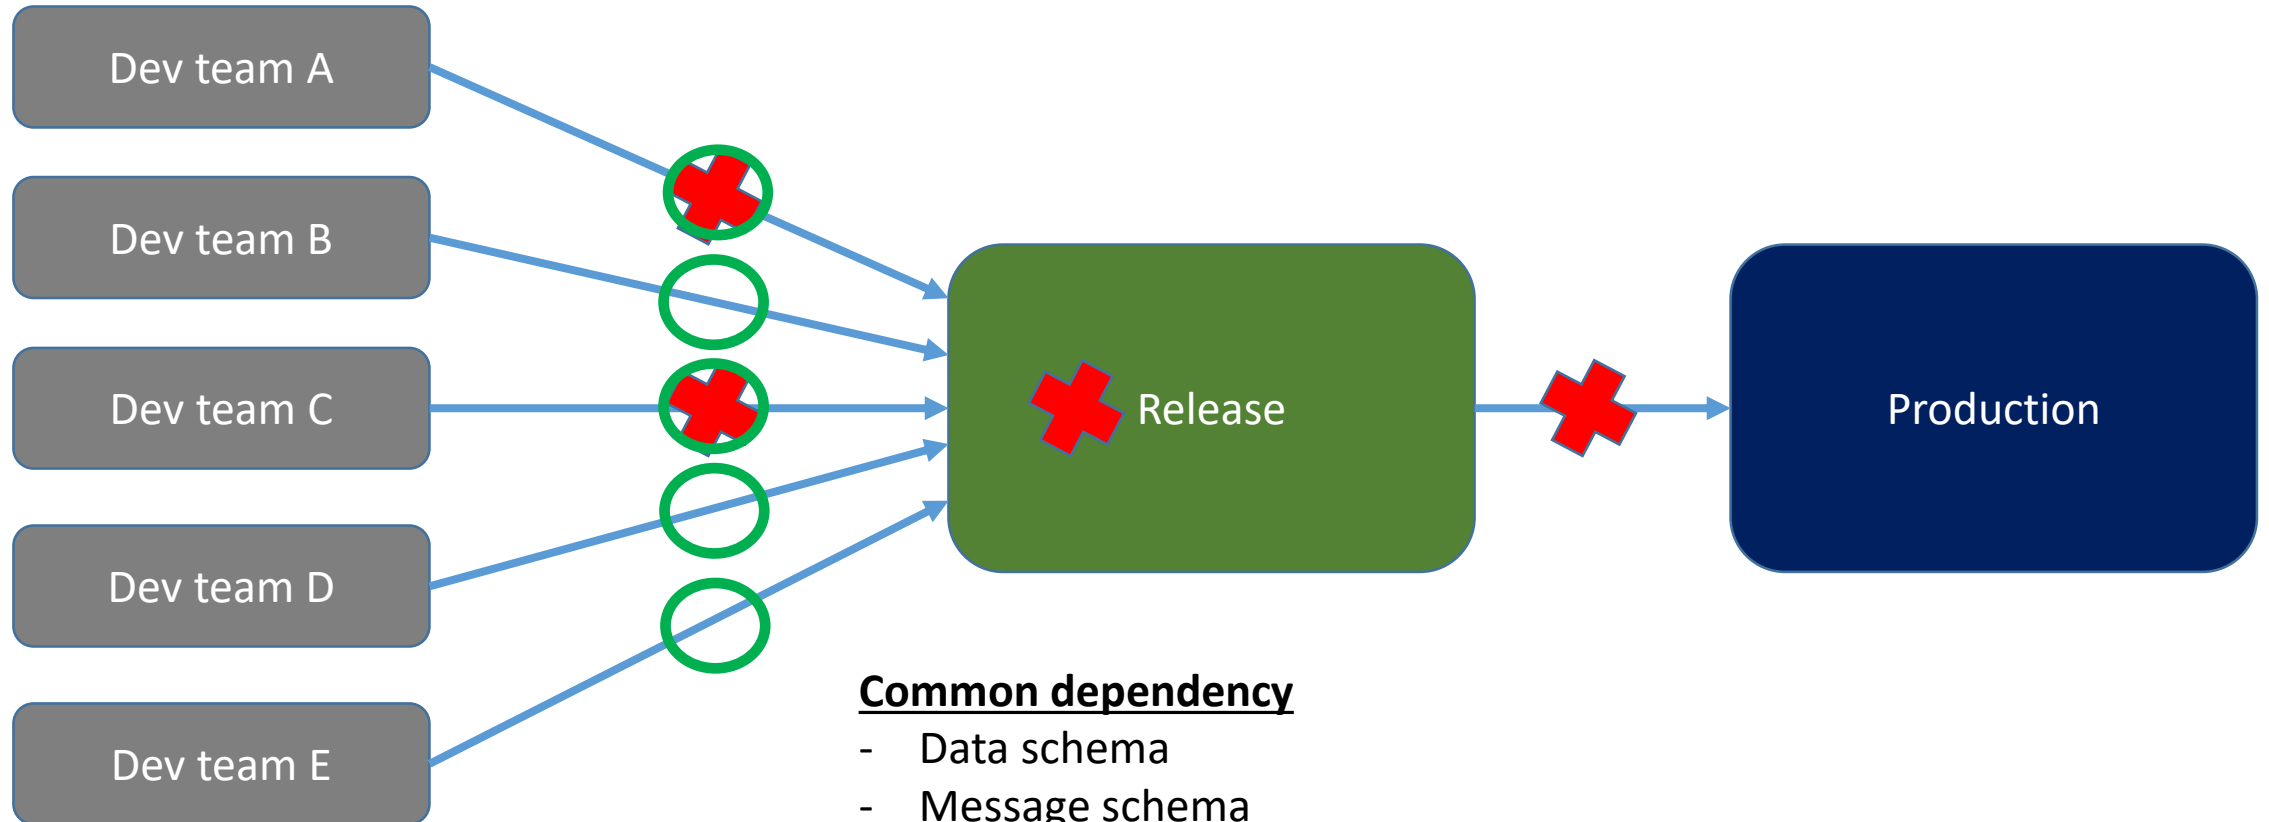 Dev team A
Dev team B
Dev team C
Dev team D
Dev team E
Release
Production
Common dependency
- Data schema
- Message schema